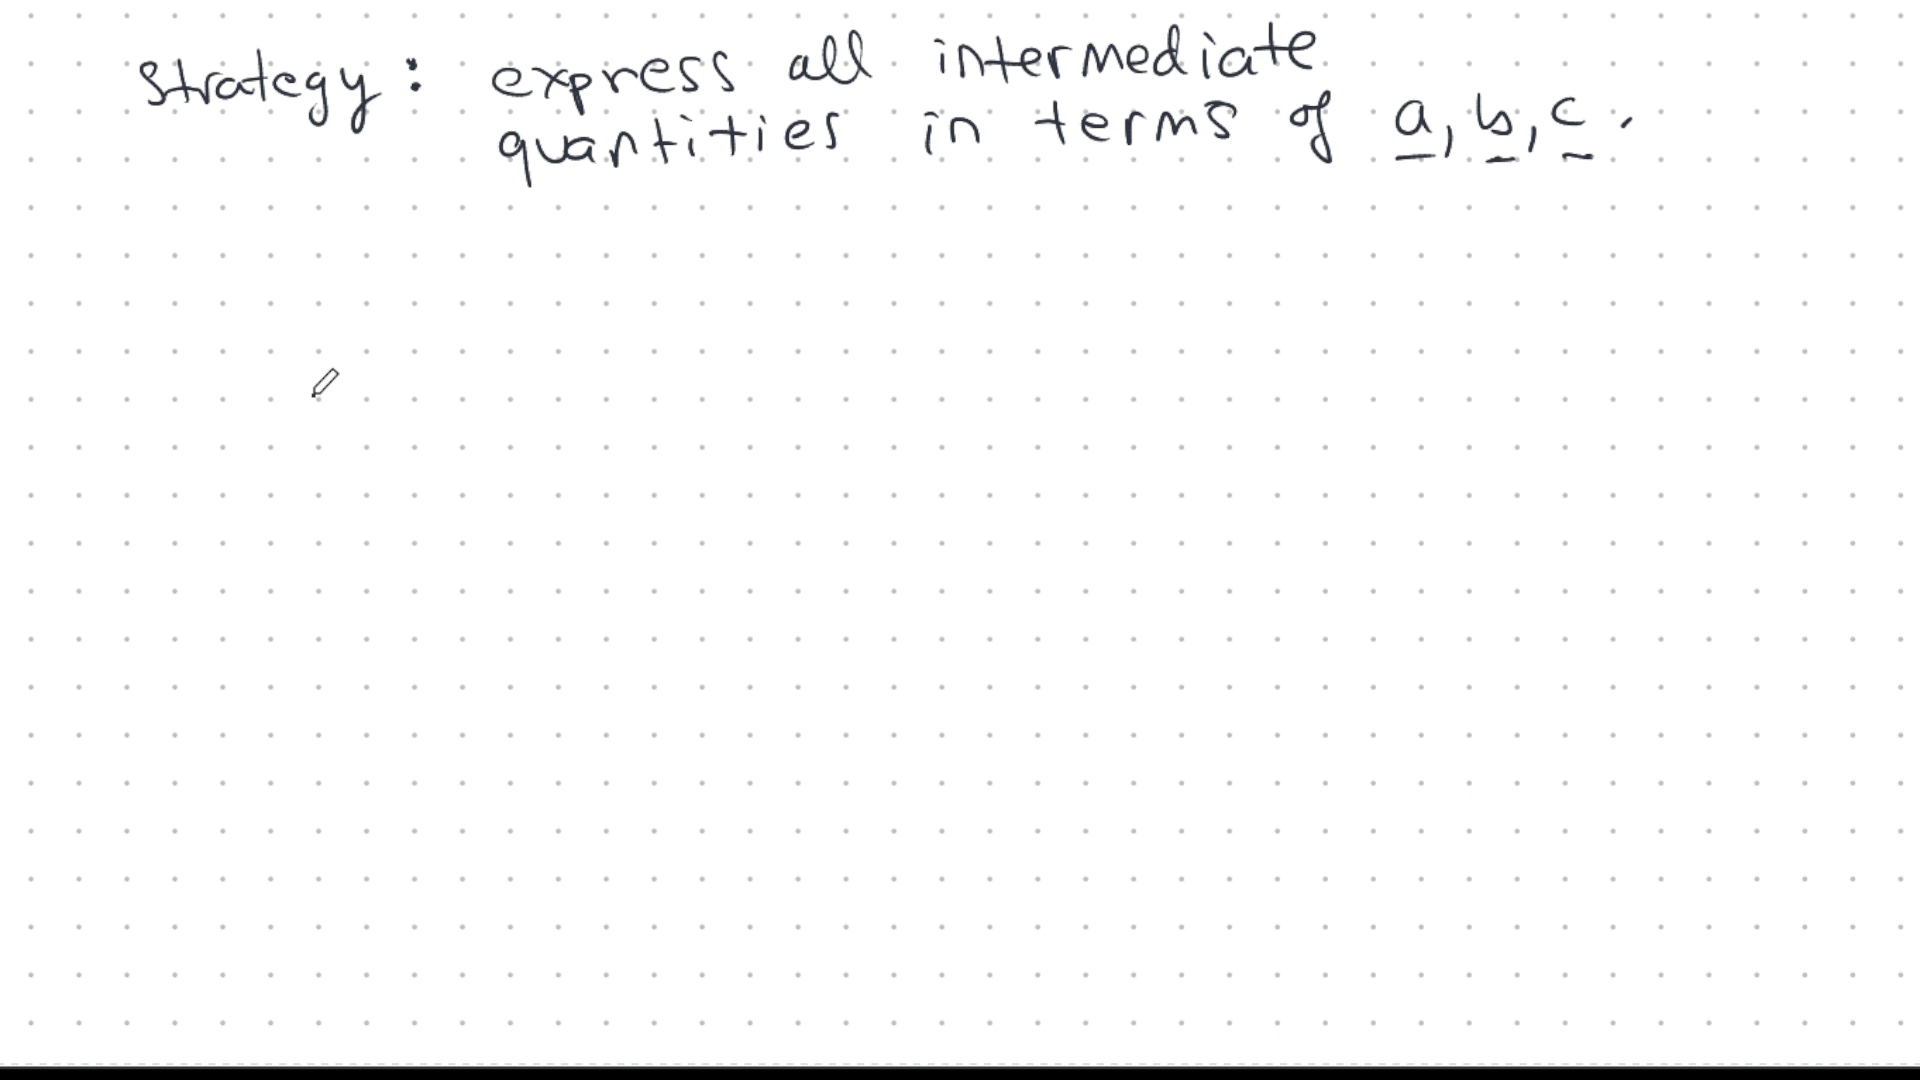 Strategy: express all intermediate
quantities in terms of a, b, c.